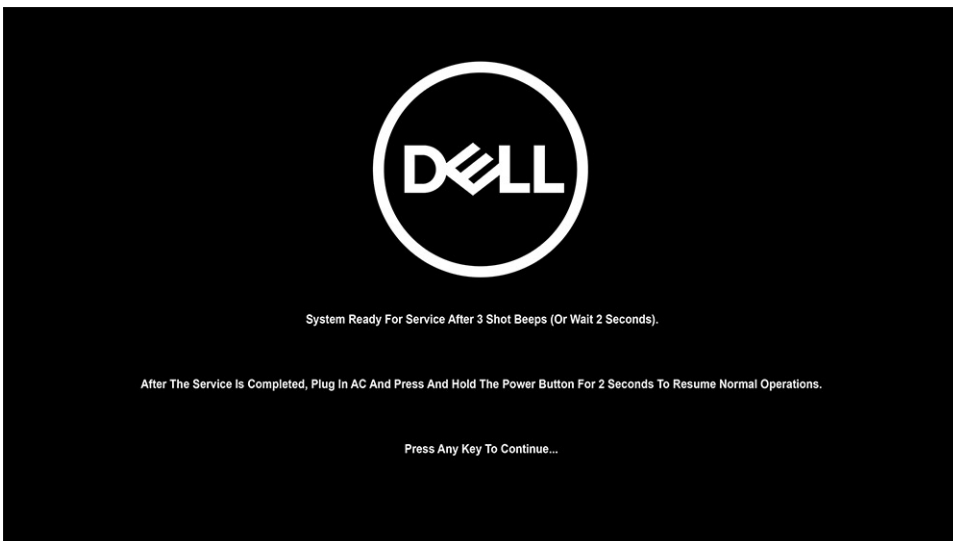 DELL
System Ready For Service After 3 Shot Beeps (Or Wait 2 Seconds).
After The Service Is Completed, Plug In AC And Press And Hold The Power Button For 2 Seconds To Resume Normal Operations.
Press Any Key To Continue...